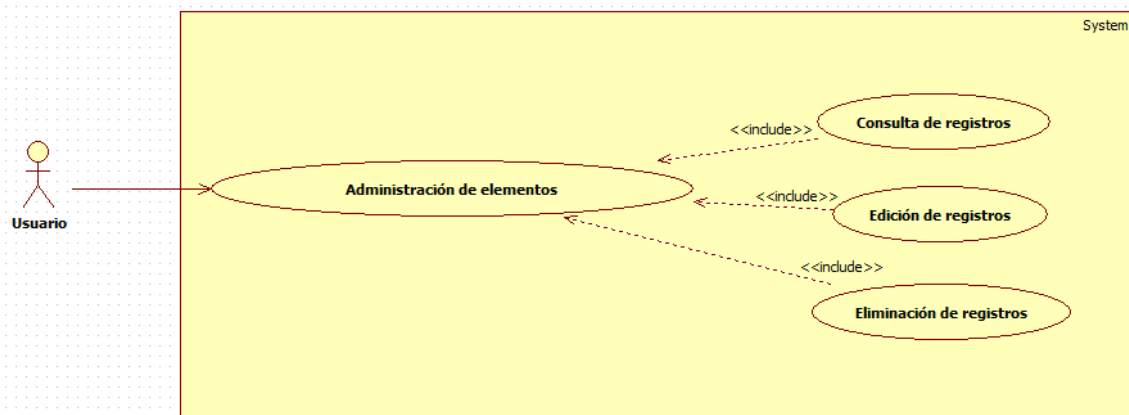 System
Consulta de registros
<<include>>
Administración de elementos
<<include>>
Edición de registros
Usuario
<<include>>
Eliminación de registros